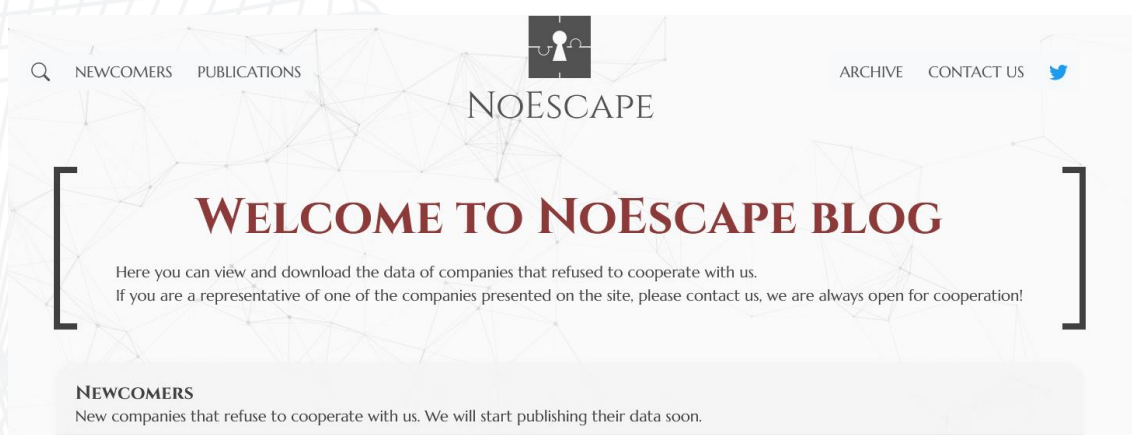 NEWCOMERS PUBLICATIONS
NOESCAPE
ARCHIVE CONTACT US
WELCOME TO NOESCAPE BLOG
Here you can view and download the data of companies that refused to cooperate with us.
If you are a representative of one of the companies presented on the site, please contact us, we are always open for cooperation!
NEWCOMERS
New companies that refuse to cooperate with us. We will start publishing their data soon.